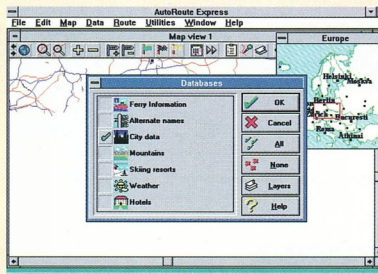 AutoRoute Express
File Edit Map Data Route Utilities Window Help
Map view 1
Europe
Helsinki
Berlin
Bucuresti
Roma
Databases
Ferry Information
Alternate names
City data
Mountains
Skiing resorts
Weather
Hotels
OK
Cancel
All
None
Layers
Help